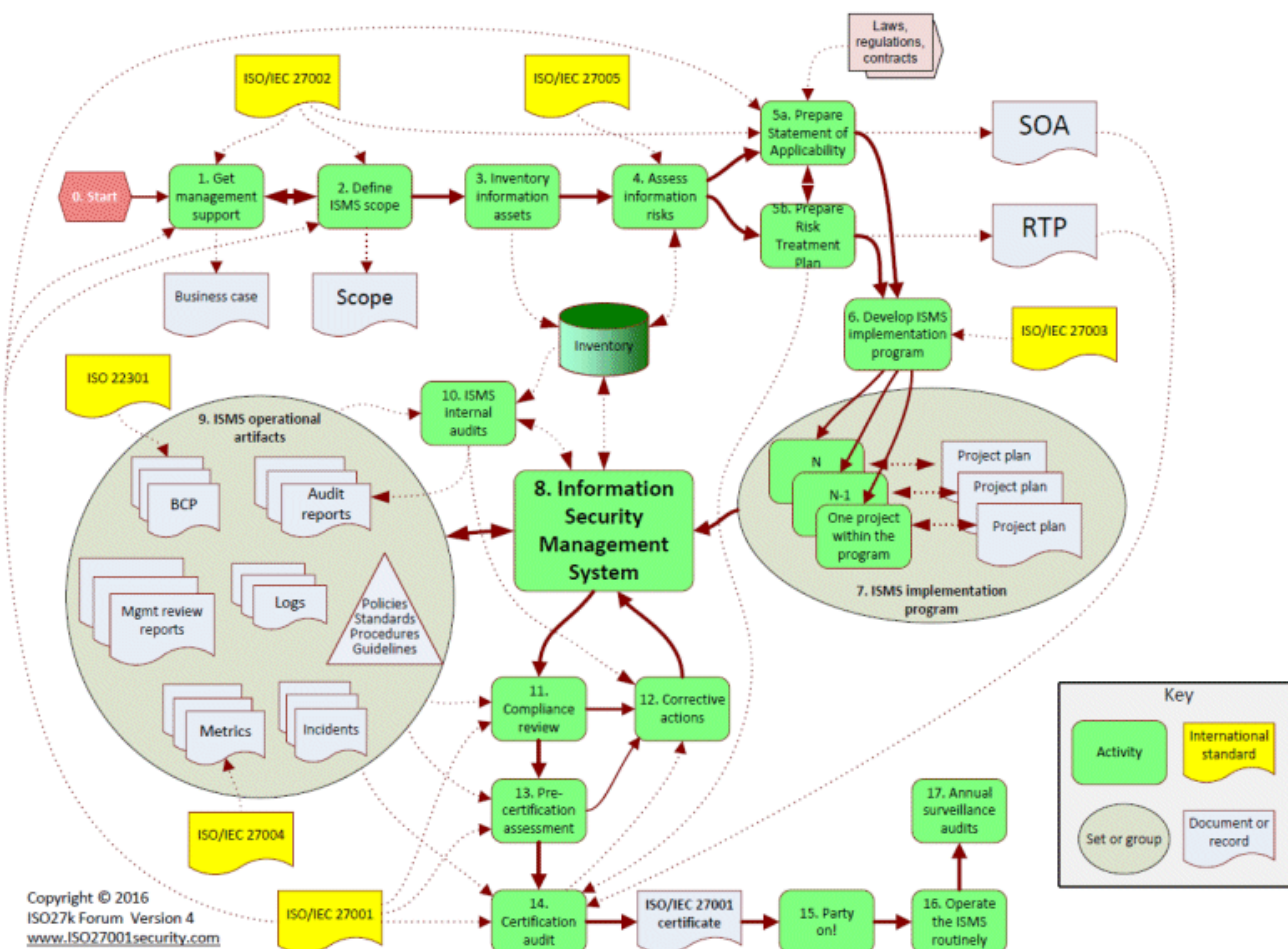 Laws,
regulations,
contracts
ISO/IEC 27002
ISO/IEC 27005
5a. Prepare
Statement of
Applicability
SOA
0. Start
1. Get
management
support
2. Define
ISMS scope
3. Inventory
information
assets
4. Assess
information
risks
5b. Prepare
Risk
Treatment
Plan
RTP
Business case
Scope
6. Develop ISMS
implementation
program
ISO/IEC 27003
Inventory
ISO 22301
10. ISMS
internal
audits
9. ISMS operational
artifacts
BCP
Audit
reports
Mgmt review
reports
Logs
Policies
Standards
Procedures
Guidelines
Metrics
Incidents
8. Information
Security
Management
System
N
N-1
One project
within the
program
Project plan
Project plan
Project plan
7. ISMS implementation
program
11.
Compliance
review
12. Corrective
actions
13. Pre-
certification
assessment
ISO/IEC 27004
ISO/IEC 27001
14.
Certification
audit
ISO/IEC 27001
certificate
15. Party
on!
16. Operate
the ISMS
routinely
17. Annual
surveillance
audits
Key
Activity
International
standard
Set or group
Document or
record
Copyright © 2016
ISO27k Forum Version 4
www.ISO27001security.com